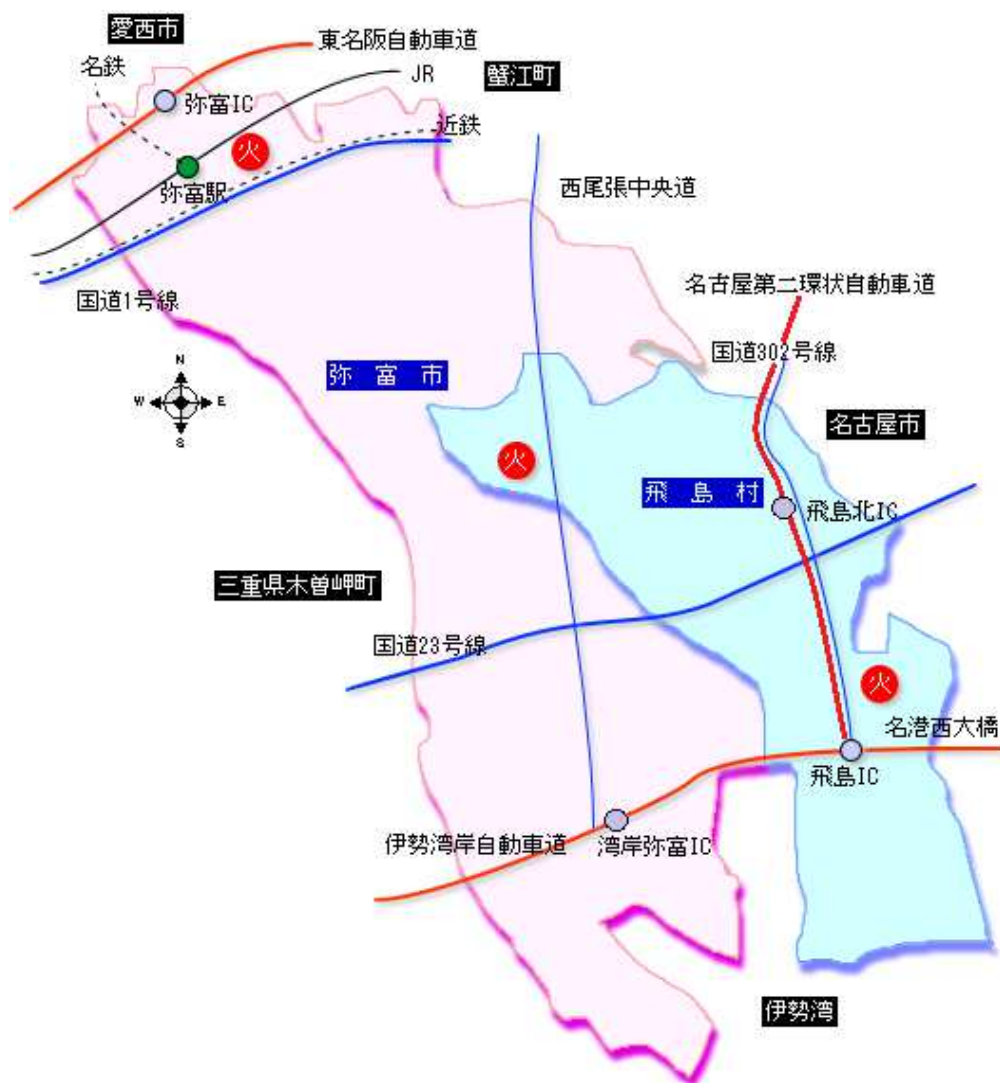 愛西市
東名阪自動車道
名鉄
JR
蟹江町
弥富IC
近鉄
火
弥富駅
西尾張中央道
国道1号線
名古屋第二環状自動車道
国道302号線
弥富市
N
W
E
S
名古屋市
火
飛島村
飛島北IC
三重県木曽岬町
国道23号線
火
名港西大橋
飛島IC
伊勢湾岸自動車道
湾岸弥富IC
伊勢湾